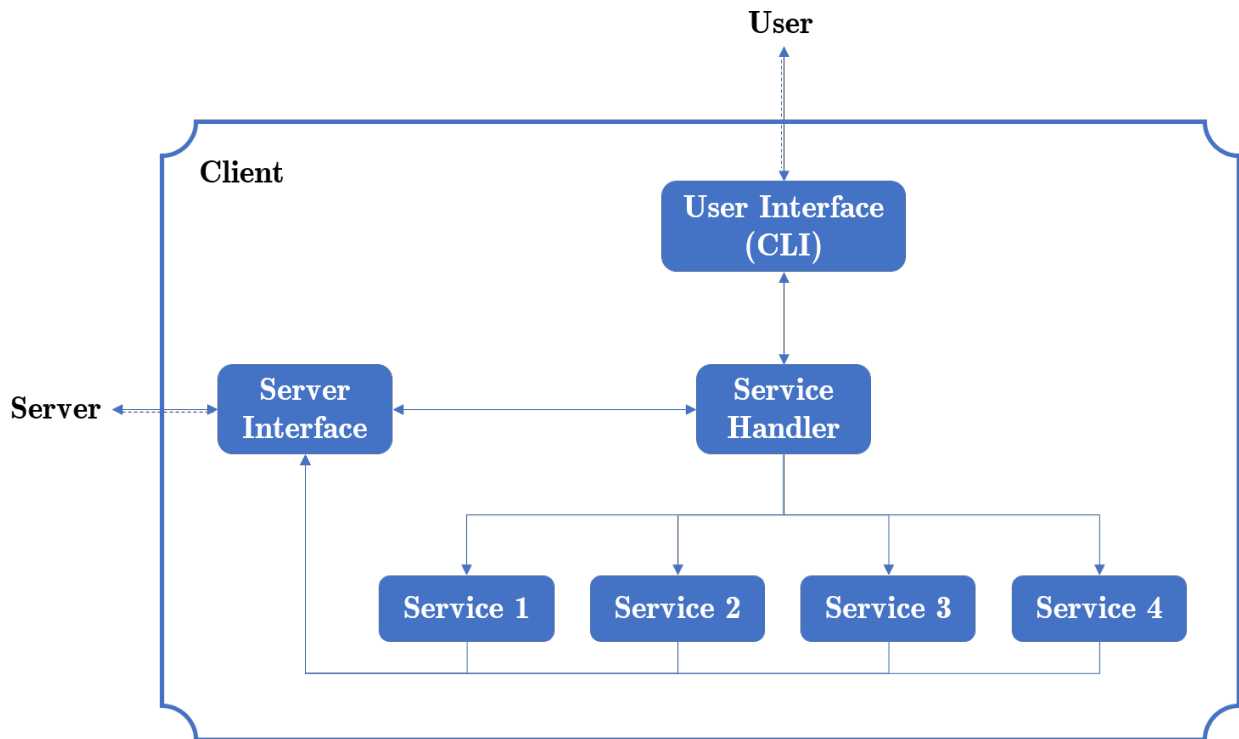 User
Client
User Interface
(CLI)
Server
Server
Interface
Service
Handler
Service 1
Service 2
Service 3
Service 4